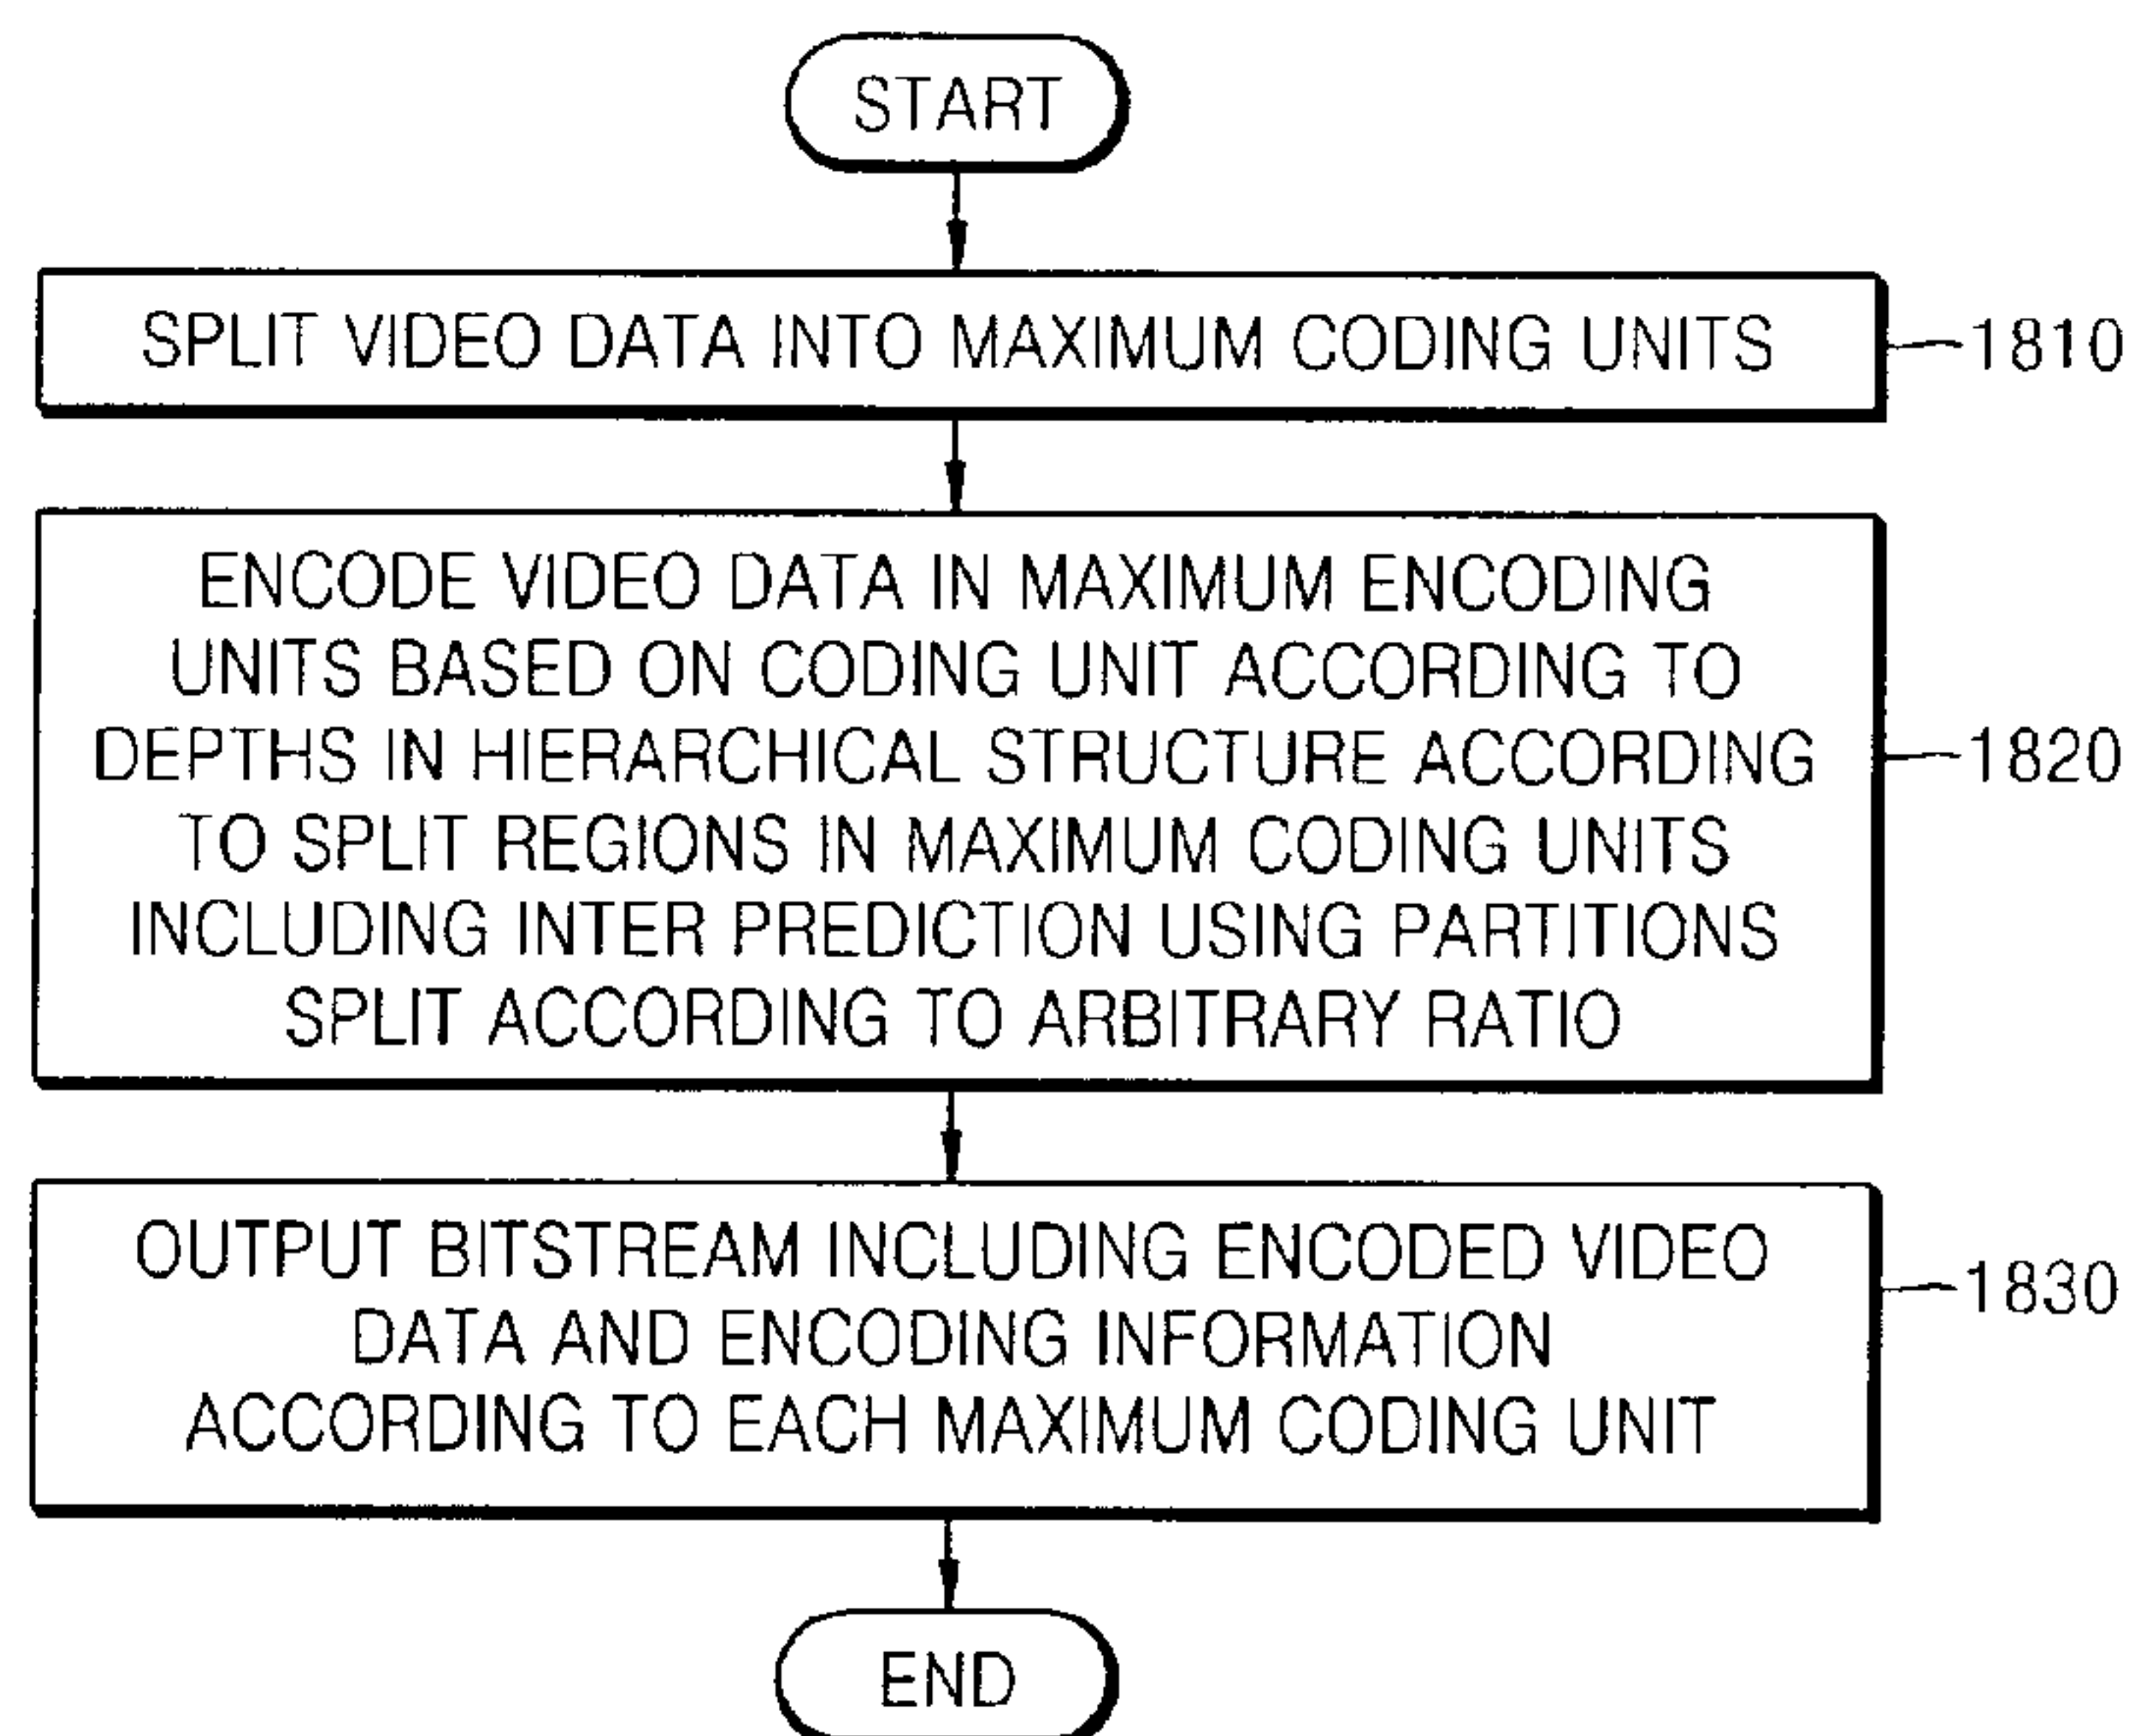 START
SPLIT VIDEO DATA INTO MAXIMUM CODING UNITS
1810
ENCODE VIDEO DATA IN MAXIMUM ENCODING
UNITS BASED ON CODING UNIT ACCORDING TO
DEPTHS IN HIERARCHICAL STRUCTURE ACCORDING
TO SPLIT REGIONS IN MAXIMUM CODING UNITS
INCLUDING INTER PREDICTION USING PARTITIONS
SPLIT ACCORDING TO ARBITRARY RATIO
1820
OUTPUT BITSTREAM INCLUDING ENCODED VIDEO
DATA AND ENCODING INFORMATION
ACCORDING TO EACH MAXIMUM CODING UNIT
1830
END